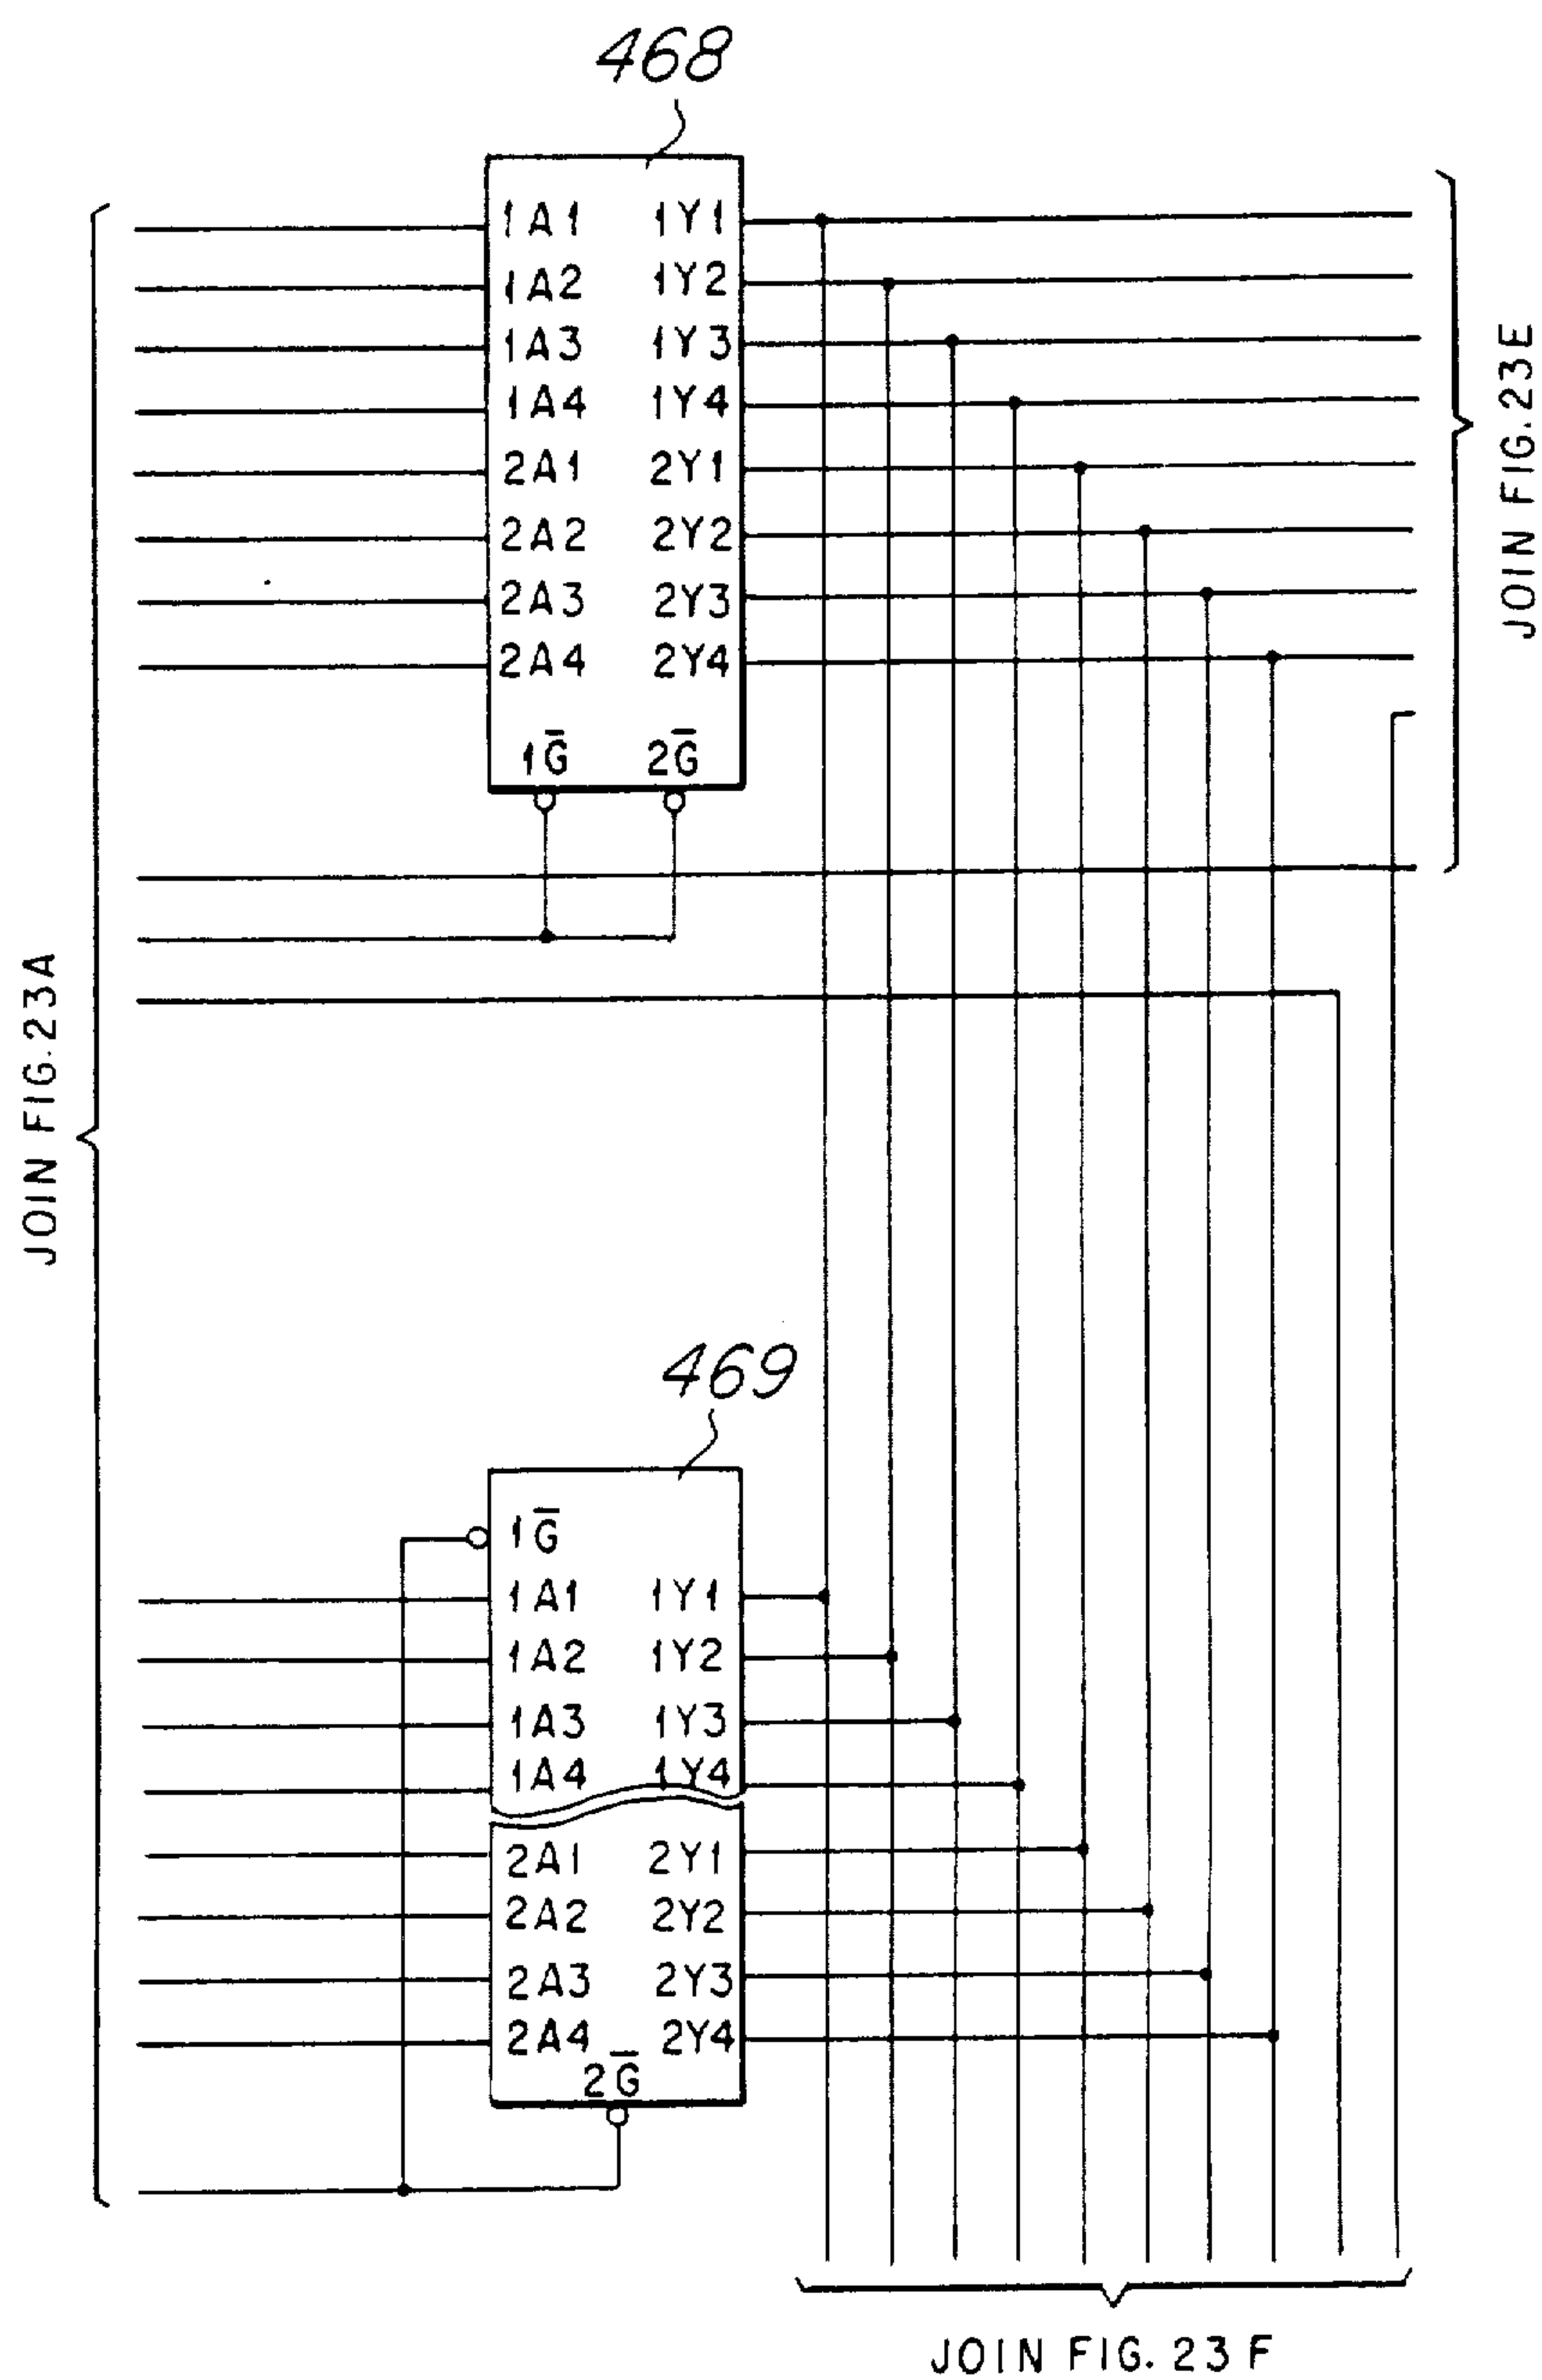 468
1A1 1Y1
1A2 1Y2
1A3 1Y3
1A4 1Y4
2A1 2Y1
2A2 2Y2
2A3 2Y3
2A4 2Y4
1G̅ 2G̅
JOIN FIG.23E
JOIN FIG.23A
469
1G̅
1A1 1Y1
1A2 1Y2
1A3 1Y3
1A4 1Y4
2A1 2Y1
2A2 2Y2
2A3 2Y3
2A4 2Y4
2G̅
JOIN FIG. 23 F